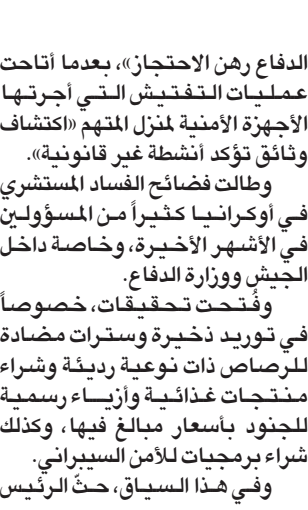 الدفاع رهن الاحتجاز»، بعدما أتاحت
عمليات التفتيش التي أجرتها
الأجهزة الأمنية لمنزل المتهم «اكتشاف
وثائق تؤكد أنشطة غير قانونية».
وطالت فضائح الفساد المستشري
في أوكرانيا كثيراً من المسؤولين
في الأشهر الأخيرة، وخاصة داخل
الجيش ووزارة الدفاع.
وفُتحت تحقيقات، خصوصاً
في توريد ذخيرة وسترات مضادة
للرصاص ذات نوعية رديئة وشراء
منتجات غذائية وأزياء رسمية
للجنود بأسعار مبالغ فيها، وكذلك
شراء برمجيات للأمن السيبراني.
وفي هذا السياق، حثّ الرئيس